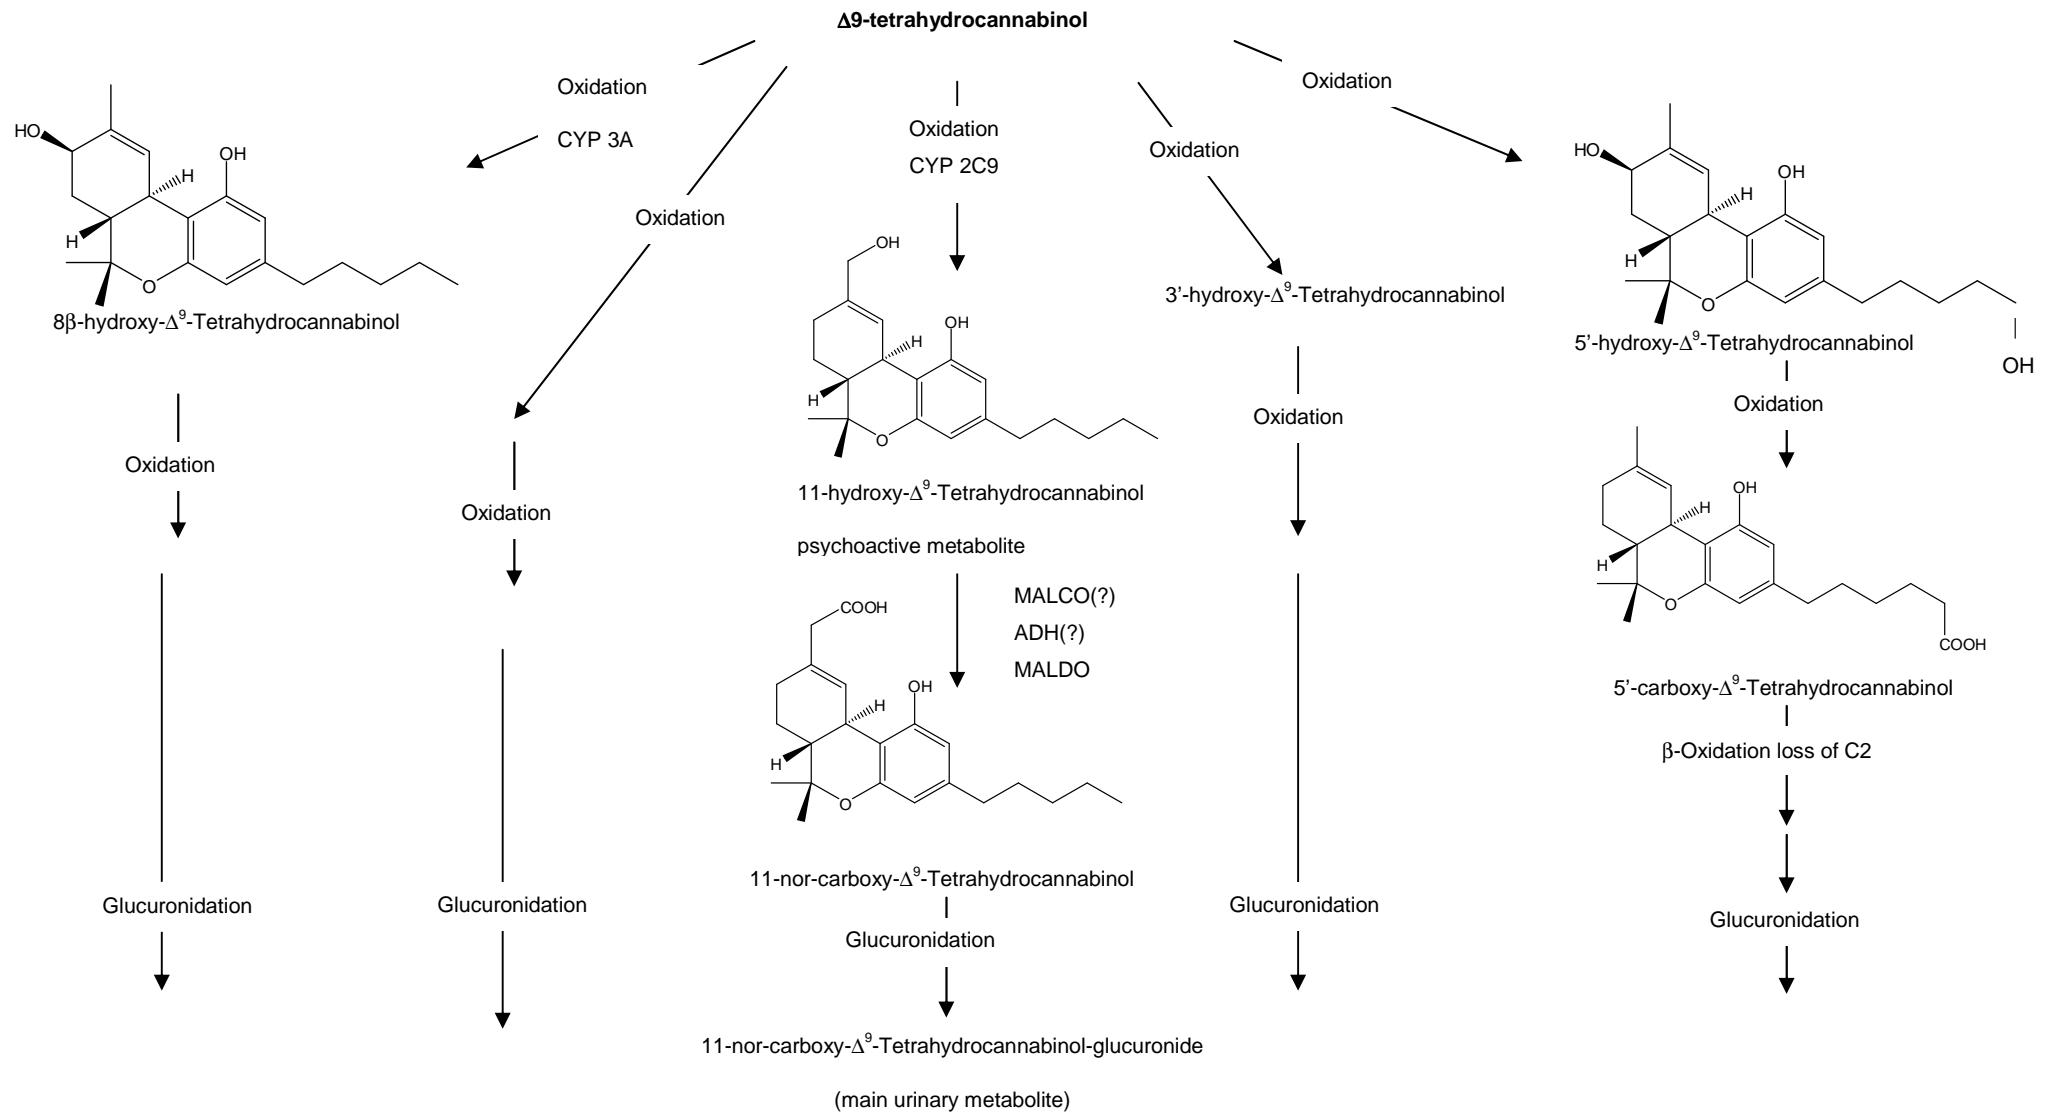 Δ9-tetrahydrocannabinol
Oxidation
CYP 3A
Oxidation
Oxidation
CYP 2C9
Oxidation
Oxidation
HO
OH
H
H
O
8β-hydroxy-Δ⁹-Tetrahydrocannabinol
Oxidation
Glucuronidation
Oxidation
Glucuronidation
OH
OH
H
H
O
11-hydroxy-Δ⁹-Tetrahydrocannabinol
psychoactive metabolite
MALCO(?)
ADH(?)
MALDO
COOH
OH
H
H
O
11-nor-carboxy-Δ⁹-Tetrahydrocannabinol
Glucuronidation
11-nor-carboxy-Δ⁹-Tetrahydrocannabinol-glucuronide
(main urinary metabolite)
3’-hydroxy-Δ⁹-Tetrahydrocannabinol
Oxidation
Glucuronidation
HO
OH
H
H
O
5’-hydroxy-Δ⁹-Tetrahydrocannabinol
OH
Oxidation
OH
H
H
O
COOH
5’-carboxy-Δ⁹-Tetrahydrocannabinol
β-Oxidation loss of C2
Glucuronidation